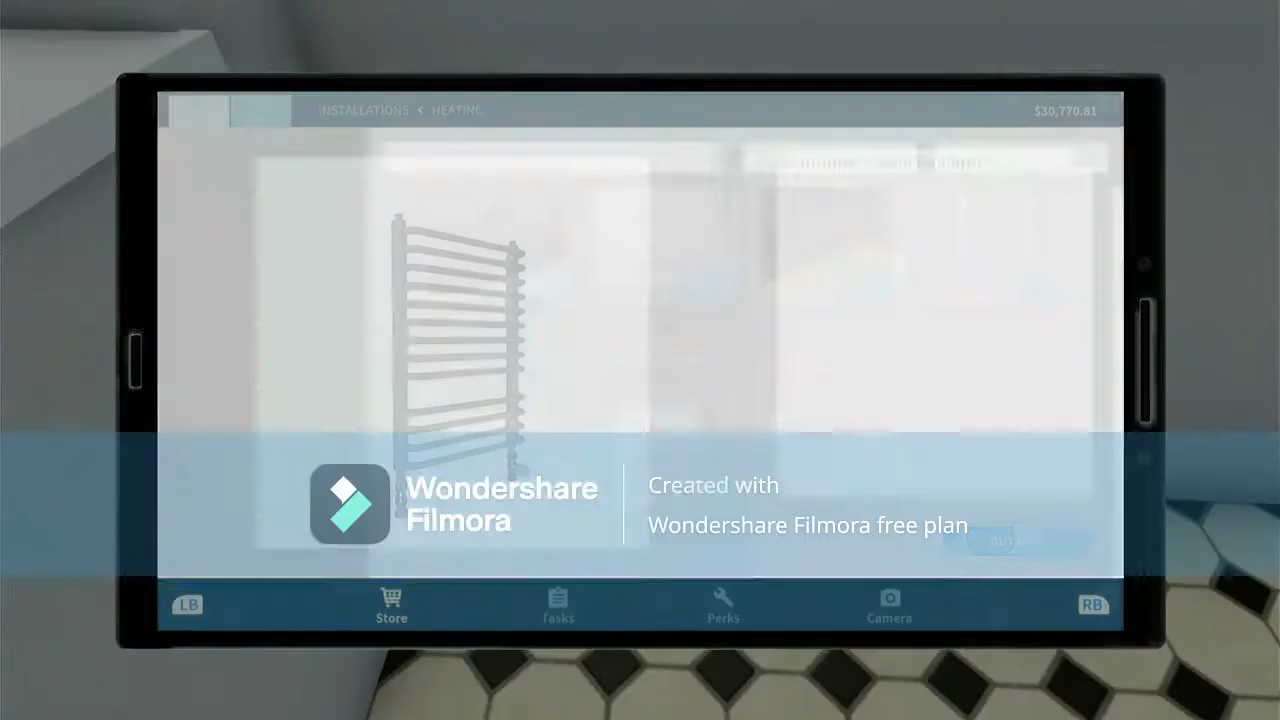 INSTALLATIONS < HEATING
$30,770.81
Wondershare
Filmora
Created with
Wondershare Filmora free plan
BUY
LB
Store
Tasks
Perks
Camera
RB